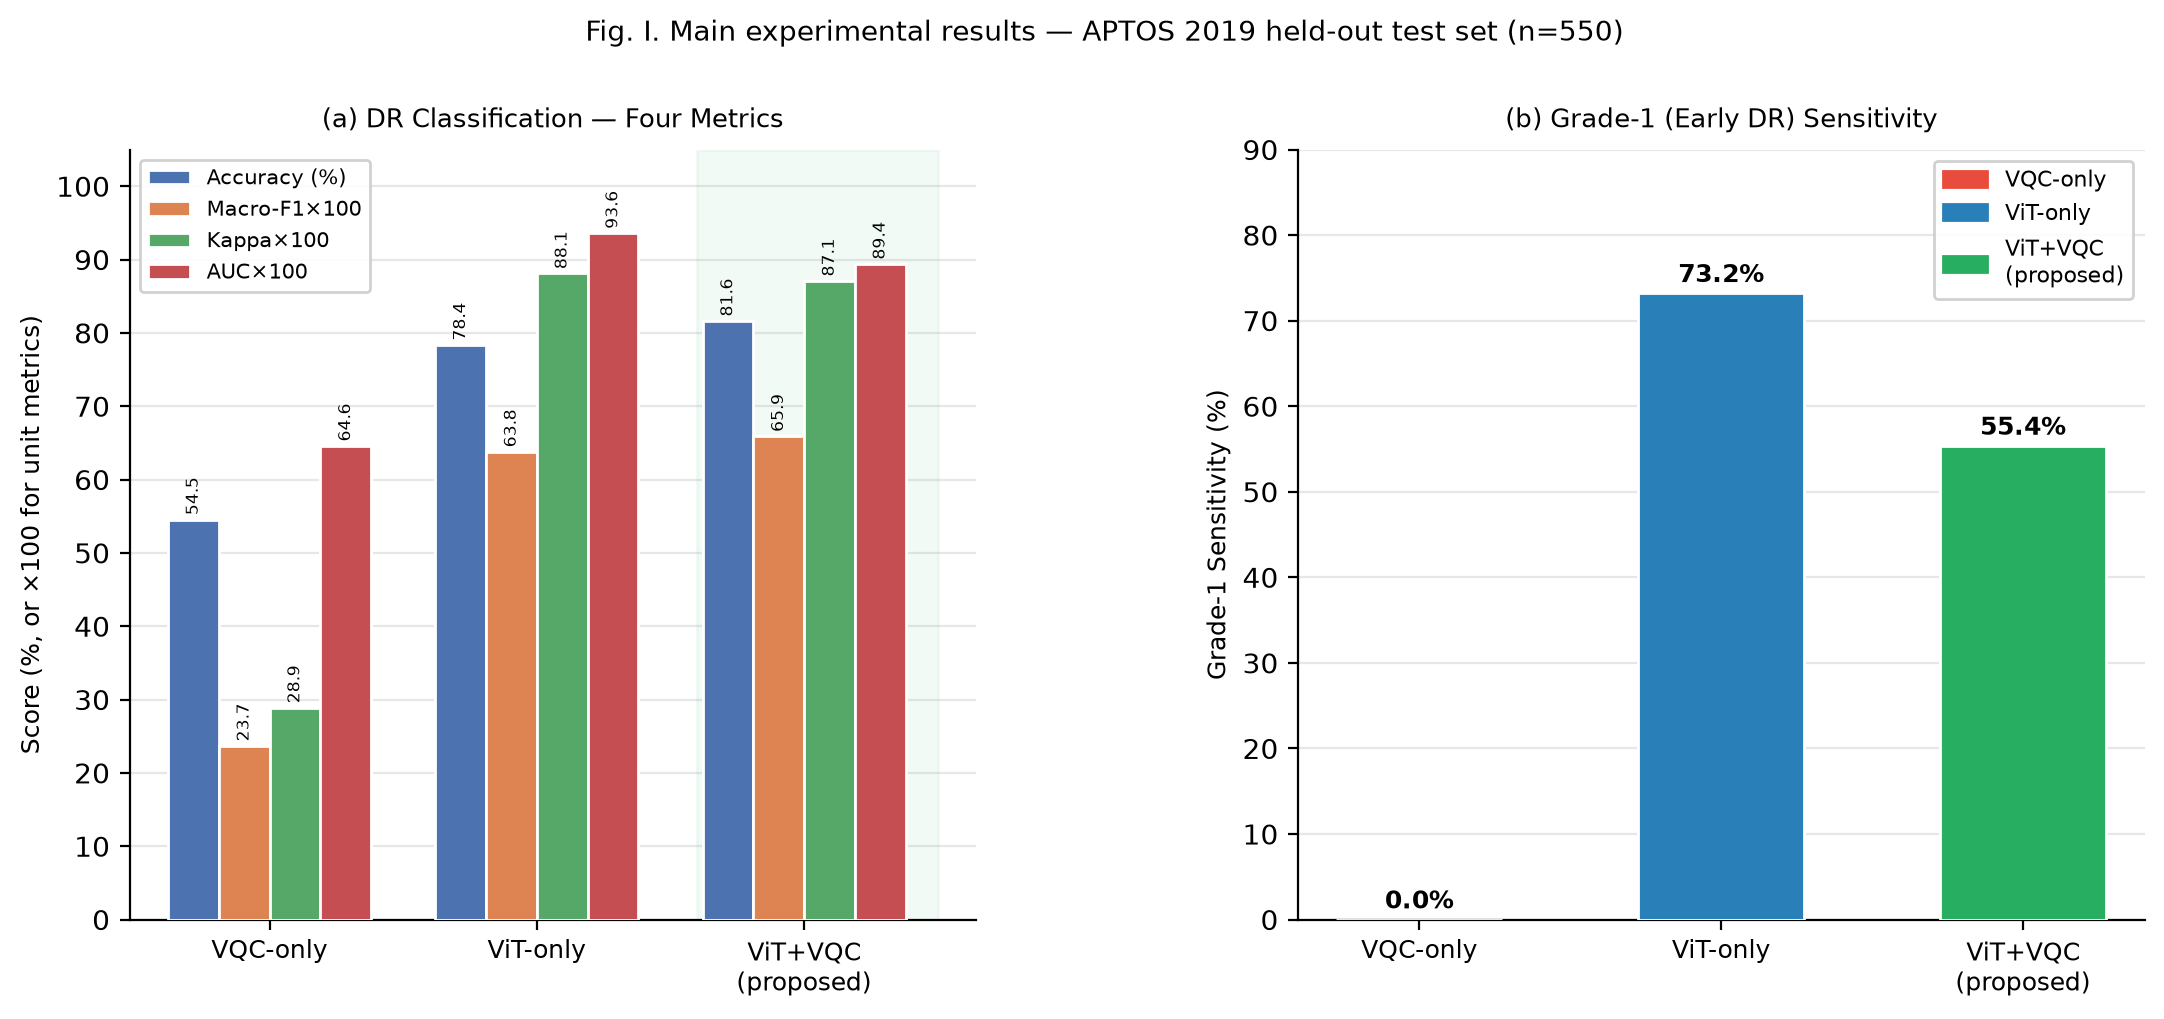 Fig. I. Main experimental results — APTOS 2019 held-out test set (n=550)
(a) DR Classification — Four Metrics
Score (%, or ×100 for unit metrics)
100
90
80
70
60
50
40
30
20
10
0
Accuracy (%)
Macro-F1×100
Kappa×100
AUC×100
54.5
23.7
28.9
64.6
78.4
63.8
88.1
93.6
81.6
65.9
87.1
89.4
VQC-only
ViT-only
ViT+VQC
(proposed)
(b) Grade-1 (Early DR) Sensitivity
Grade-1 Sensitivity (%)
90
80
70
60
50
40
30
20
10
0
VQC-only
ViT-only
ViT+VQC
(proposed)
0.0%
73.2%
55.4%
VQC-only
ViT-only
ViT+VQC
(proposed)